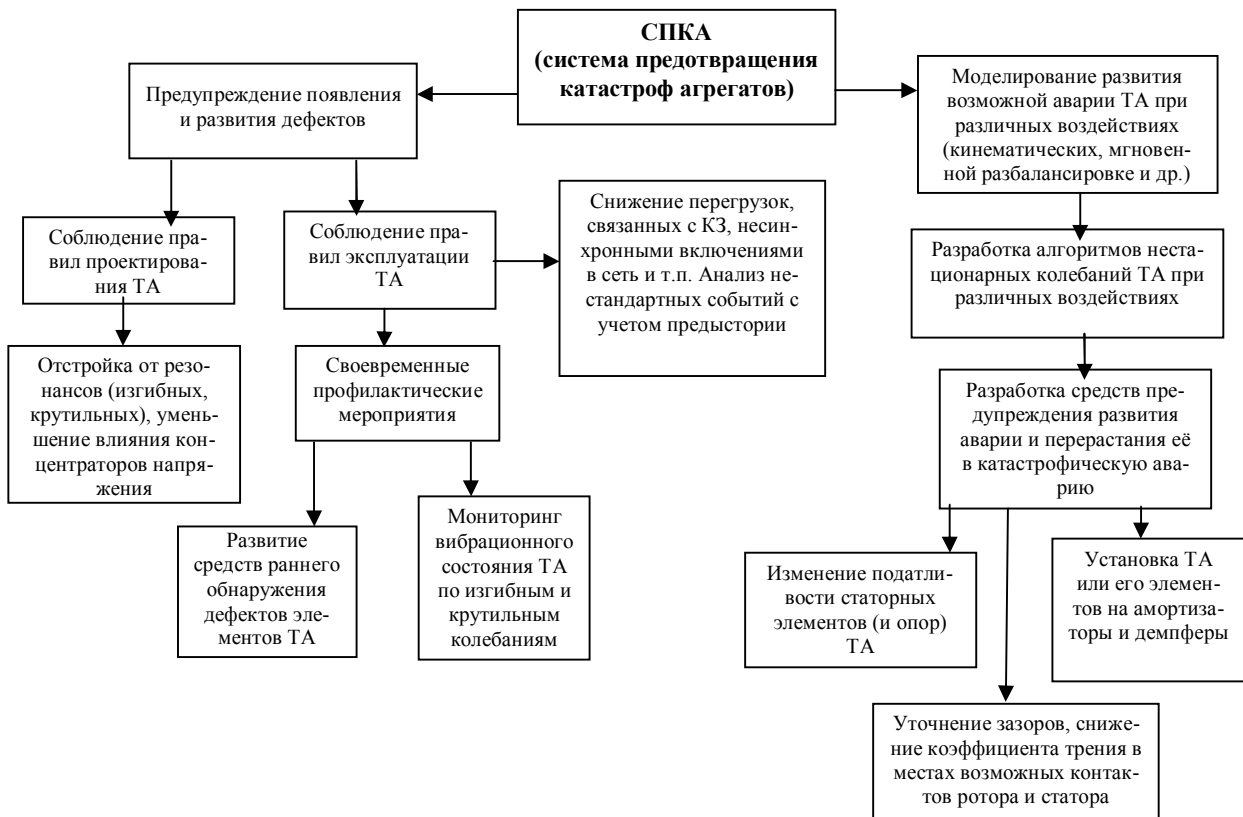 СПКА
(система предотвращения
катастроф агрегатов)
Предупреждение появления
и развития дефектов
Моделирование развития
возможной аварии ТА при
различных воздействиях
(кинематических, мгновен-
ной разбалансировке и др.)
Соблюдение пра-
вил проектирова-
ния ТА
Соблюдение пра-
вил эксплуатации
ТА
Снижение перегрузок,
связанных с КЗ, несин-
хронными включениями
в сеть и т.п. Анализ не-
стандартных событий с
учетом предыстории
Разработка алгоритмов неста-
ционарных колебаний ТА при
различных воздействиях
Отстройка от резо-
нансов (изгибных,
крутильных), умень-
шение влияния кон-
центраторов напря-
жения
Своевременные
профилактические
мероприятия
Разработка средств пре-
дупреждения развития
аварии и перерастания её
в катастрофическую ава-
рию
Развитие
средств раннего
обнаружения
дефектов эле-
ментов ТА
Мониторинг
вибрационного
состояния ТА
по изгибным и
крутильным
колебаниям
Изменение податли-
вости статорных
элементов (и опор)
ТА
Установка ТА
или его эле-
ментов на
амортиза-
торы и демпферы
Уточнение зазоров, сниже-
ние коэффициента трения в
местах возможных контак-
тов ротора и статора